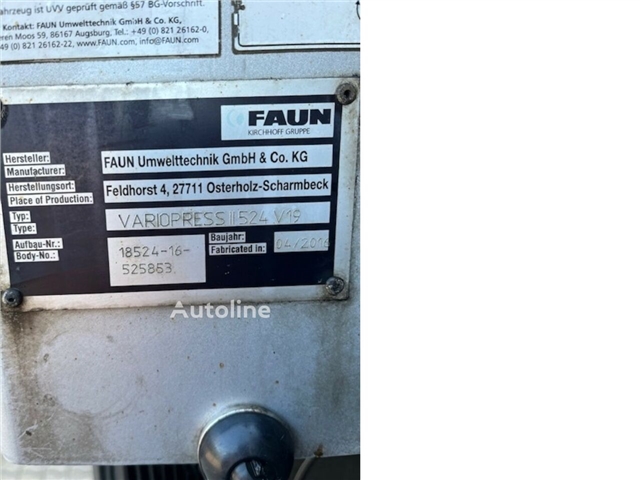 ahrzeug ist UVV geprüft gemäß §57 BG-Vorschrift.
Kontakt: FAUN Umwelttechnik GmbH & Co. KG,
eren Moos 59, 86167 Augsburg, Tel.: +49 (0) 821 26162-0,
+49 (0) 821 26162-22, www.FAUN.com, info@FAUN.com
FAUN
KIRCHHOFF GRUPPE
Hersteller:
Manufacturer:
FAUN Umwelttechnik GmbH & Co. KG
Herstellungsort:
Place of Production:
Feldhorst 4, 27711 Osterholz-Scharmbeck
Typ:
Type:
VARIOPRESS II 524 V19
Aufbau-Nr.:
Body-No.:
18524-16-
525863
Baujahr:
Fabricated in:
04/2016
Autoline